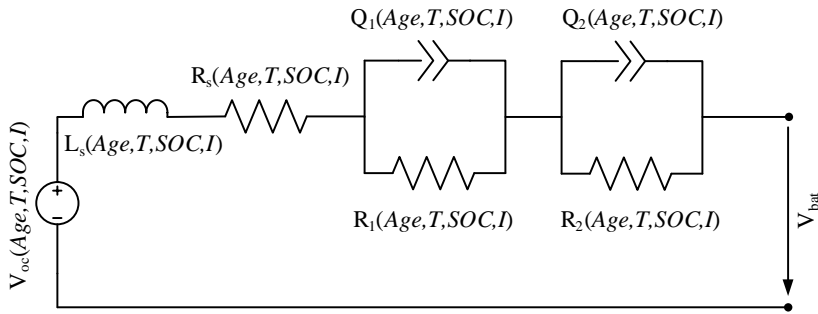 Q₁(Age,T,SOC,I)
Q₂(Age,T,SOC,I)
Rₛ(Age,T,SOC,I)
Lₛ(Age,T,SOC,I)
+
−
Vₒc(Age,T,SOC,I)
R₁(Age,T,SOC,I)
R₂(Age,T,SOC,I)
Vbat